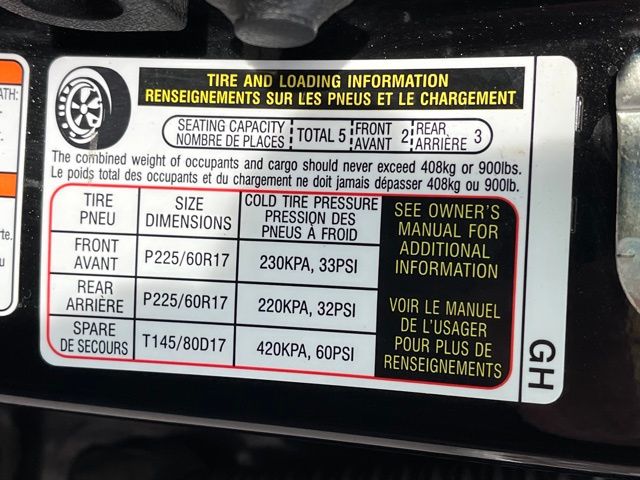 TIRE AND LOADING INFORMATION
RENSEIGNEMENTS SUR LES PNEUS ET LE CHARGEMENT
SEATING CAPACITY
NOMBRE DE PLACES
TOTAL 5
FRONT
AVANT 2
REAR
ARRIÈRE 3
The combined weight of occupants and cargo should never exceed 408kg or 900lbs.
Le poids total des occupants et du chargement ne doit jamais dépasser 408kg ou 900lb.
TIRE
PNEU
SIZE
DIMENSIONS
COLD TIRE PRESSURE
PRESSION DES
PNEUS À FROID
FRONT
AVANT
P225/60R17
230KPA, 33PSI
REAR
ARRIÈRE
P225/60R17
220KPA, 32PSI
SPARE
DE SECOURS
T145/80D17
420KPA, 60PSI
SEE OWNER'S
MANUAL FOR
ADDITIONAL
INFORMATION
VOIR LE MANUEL
DE L'USAGER
POUR PLUS DE
RENSEIGNEMENTS
GH